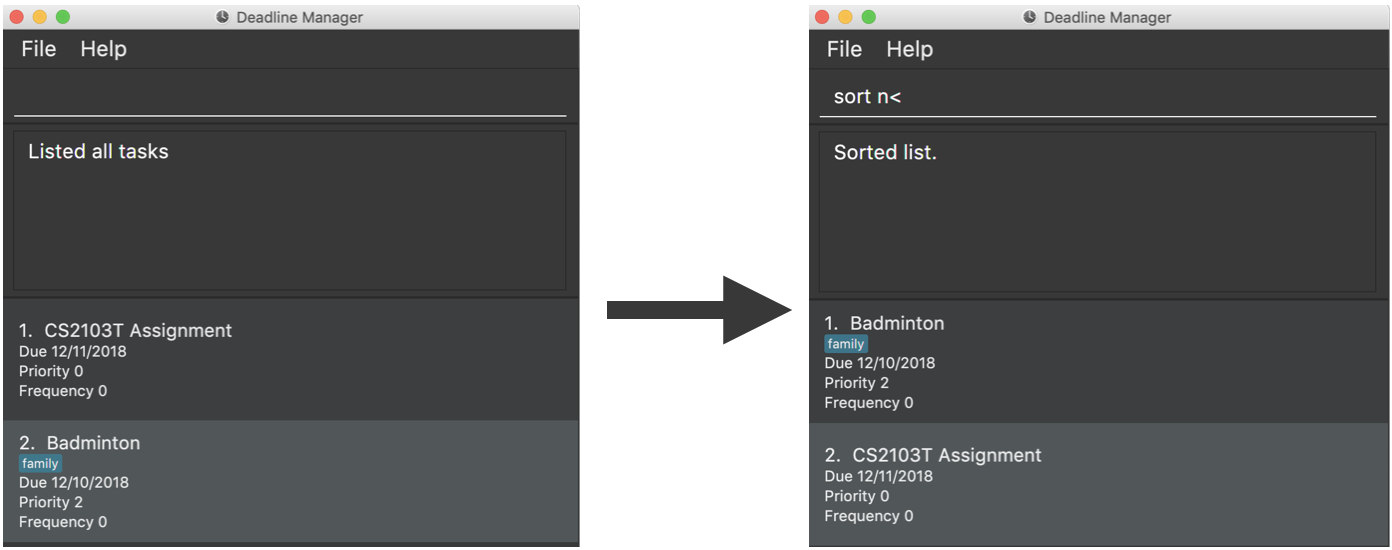 Deadline Manager
File Help
Listed all tasks
1. CS2103T Assignment
Due 12/11/2018
Priority 0
Frequency 0
2. Badminton
family
Due 12/10/2018
Priority 2
Frequency 0
Deadline Manager
File Help
sort n<
Sorted list.
1. Badminton
family
Due 12/10/2018
Priority 2
Frequency 0
2. CS2103T Assignment
Due 12/11/2018
Priority 0
Frequency 0